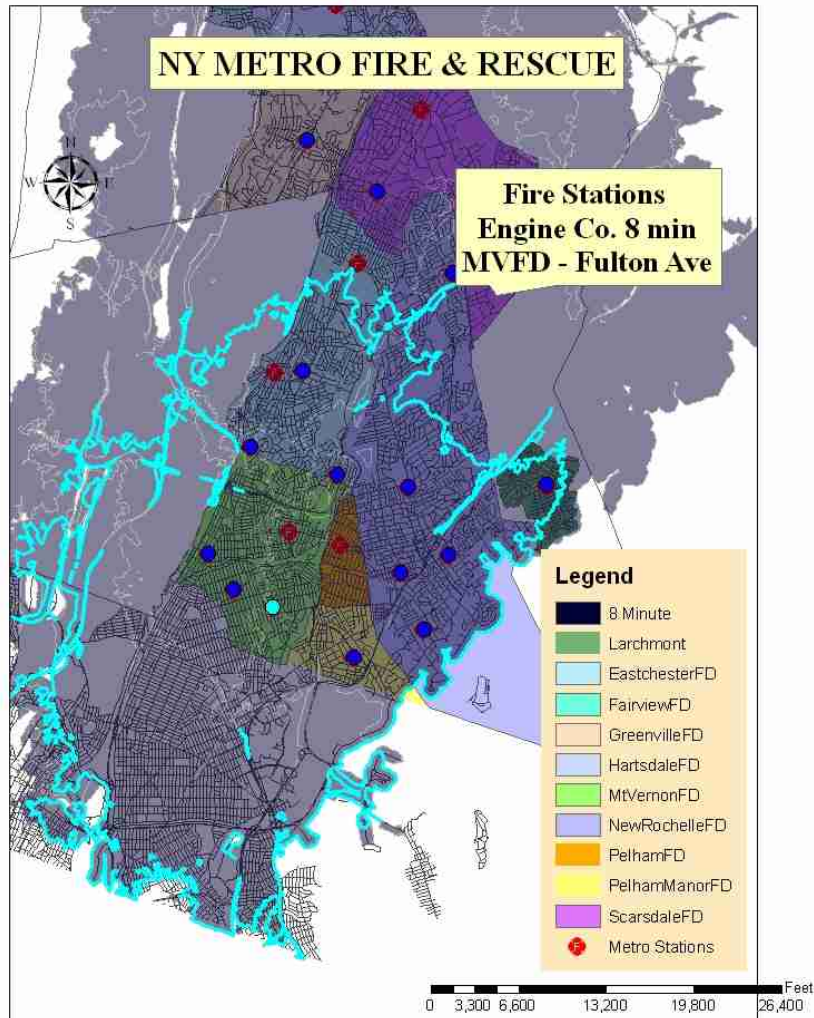 NY METRO FIRE & RESCUE
N
W
E
S
Fire Stations
Engine Co. 8 min
MVFD - Fulton Ave
Legend
8 Minute
Larchmont
EastchesterFD
FairviewFD
GreenvilleFD
HartsdaleFD
MtVernonFD
NewRochelleFD
PelhamFD
PelhamManorFD
ScarsdaleFD
F Metro Stations
Feet
0 3,300 6,600 13,200 19,800 26,400